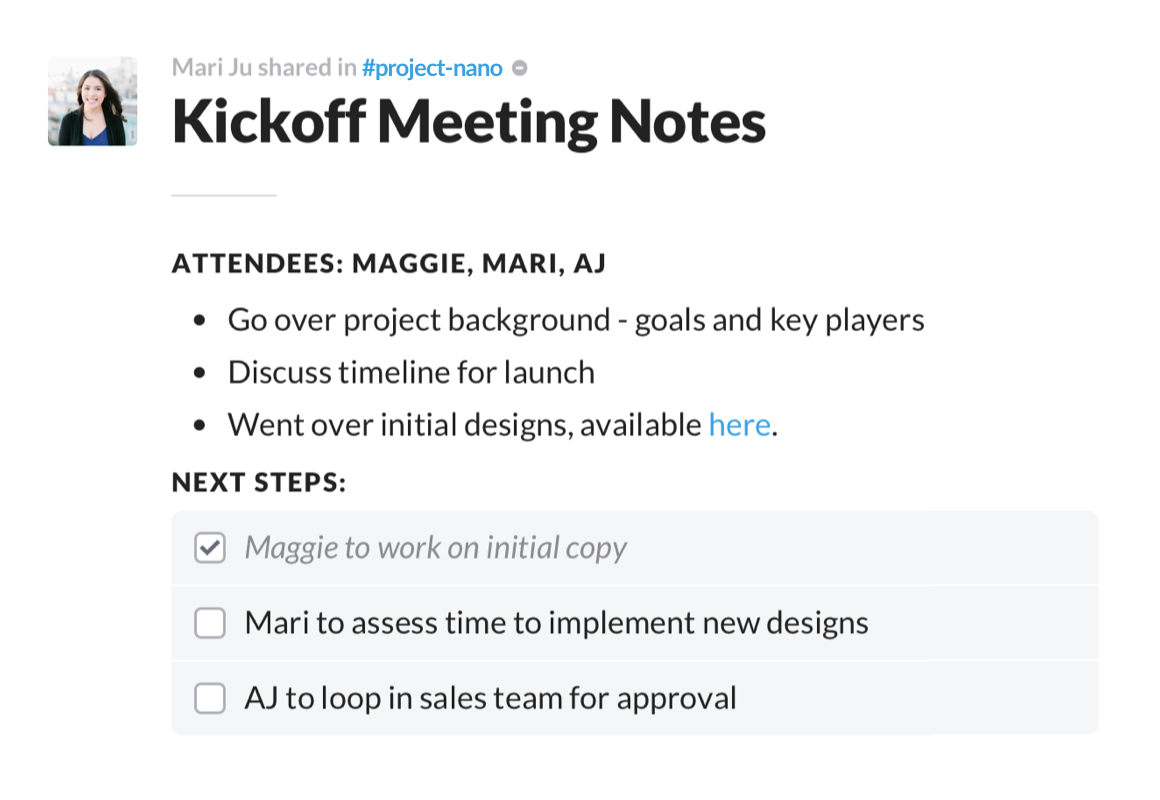 Mari Ju shared in #project-nano
Kickoff Meeting Notes
ATTENDEES: MAGGIE, MARI, AJ
• Go over project background - goals and key players
• Discuss timeline for launch
• Went over initial designs, available here.
NEXT STEPS:
Maggie to work on initial copy
Mari to assess time to implement new designs
AJ to loop in sales team for approval